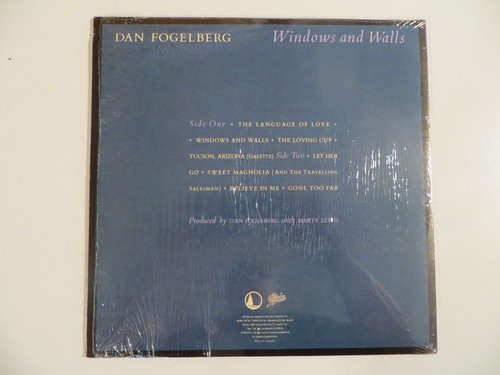 DAN FOGELBERG Windows and Walls
Side One • THE LANGUAGE OF LOVE •
• WINDOWS AND WALLS • THE LOVING CUP •
TUCSON, ARIZONA (GAZETTE) Side Two • LET HER
GO • SWEET MAGNOLIA (AND THE TRAVELLING
SALESMAN) • BELIEVE IN ME • GONE TOO FAR
Produced by DAN FOGELBERG with MARTY LEWIS
Epic